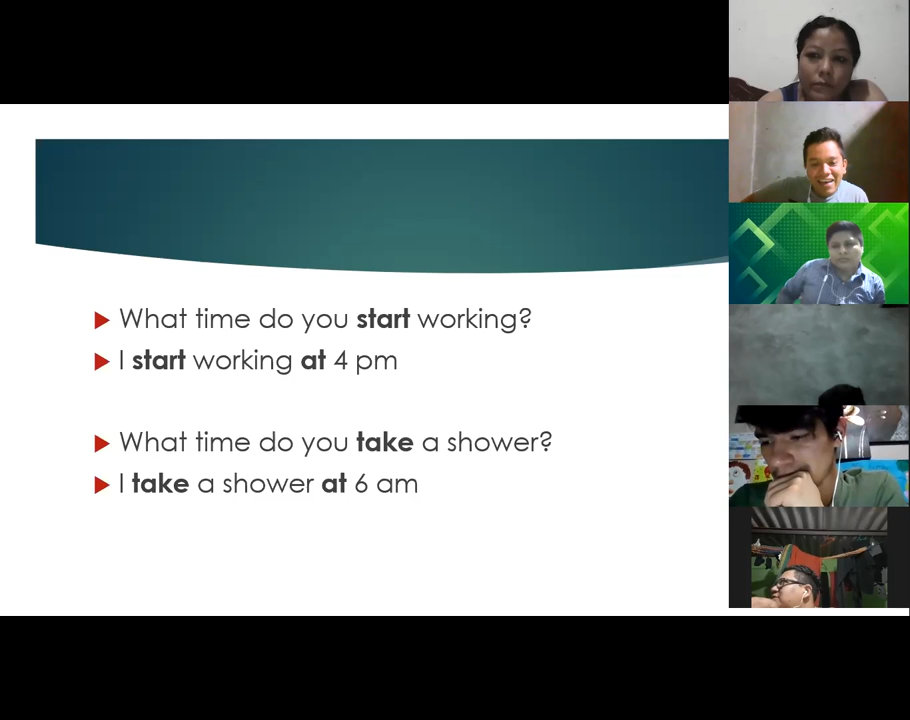 What time do you start working?
I start working at 4 pm
What time do you take a shower?
I take a shower at 6 am